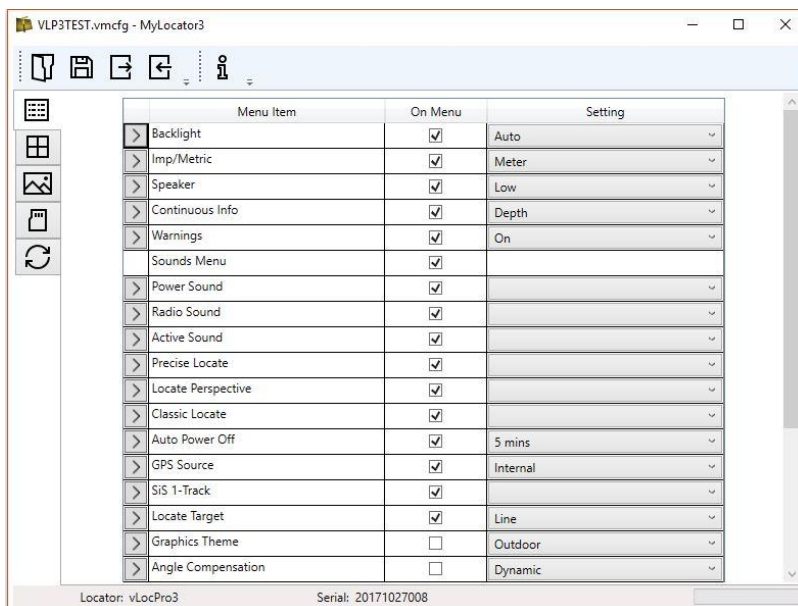 VLP3TEST.vmcfg - MyLocator3
Menu Item On Menu Setting
Backlight Auto
Imp/Metric Meter
Speaker Low
Continuous Info Depth
Warnings On
Sounds Menu
Power Sound
Radio Sound
Active Sound
Precise Locate
Locate Perspective
Classic Locate
Auto Power Off 5 mins
GPS Source Internal
SiS 1-Track
Locate Target Line
Graphics Theme Outdoor
Angle Compensation Dynamic
Locator: vLocPro3 Serial: 20171027008